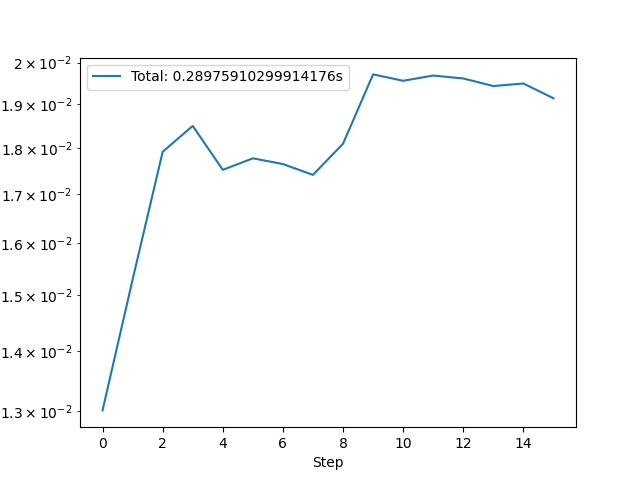 Total: 0.28975910299914176s
2 × 10⁻²
1.9 × 10⁻²
1.8 × 10⁻²
1.7 × 10⁻²
1.6 × 10⁻²
1.5 × 10⁻²
1.4 × 10⁻²
1.3 × 10⁻²
0 2 4 6 8 10 12 14
Step